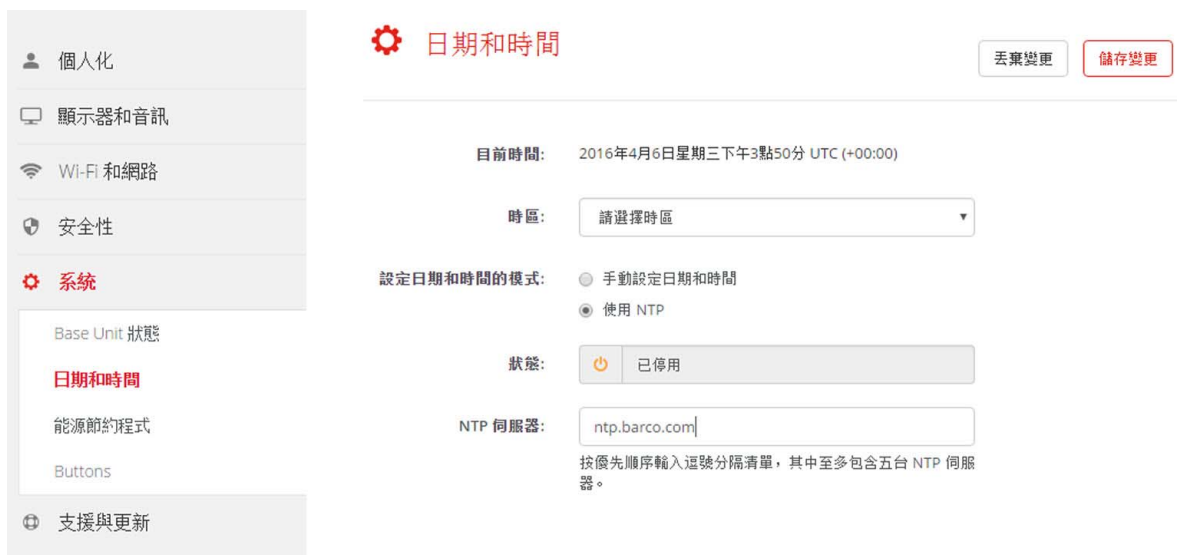 個人化
顯示器和音訊
Wi-Fi 和網路
安全性
系統
Base Unit 狀態
日期和時間
能源節約程式
Buttons
支援與更新
日期和時間
丟棄變更
儲存變更
目前時間: 2016年4月6日星期三下午3點50分 UTC (+00:00)
時區: 請選擇時區
設定日期和時間的模式: 手動設定日期和時間
使用 NTP
狀態: 已停用
NTP 伺服器: ntp.barco.com
按優先順序輸入逗號分隔清單，其中至多包含五台 NTP 伺服
器。